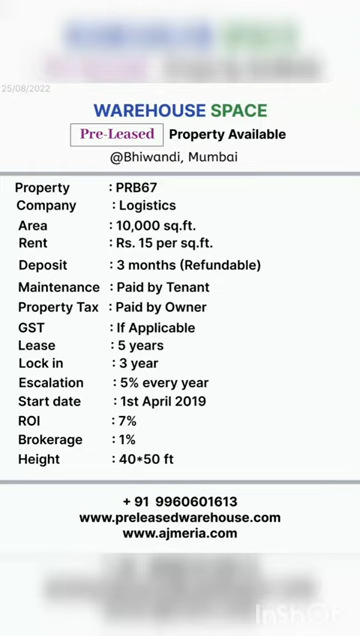 25/08/2022
WAREHOUSE SPACE
Pre-Leased Property Available
@Bhiwandi, Mumbai
Property : PRB67
Company : Logistics
Area : 10,000 sq.ft.
Rent : Rs. 15 per sq.ft.
Deposit : 3 months (Refundable)
Maintenance : Paid by Tenant
Property Tax : Paid by Owner
GST : If Applicable
Lease : 5 years
Lock in : 3 year
Escalation : 5% every year
Start date : 1st April 2019
ROI : 7%
Brokerage : 1%
Height : 40*50 ft
+ 91 9960601613
www.preleasedwarehouse.com
www.ajmeria.com
InShOt